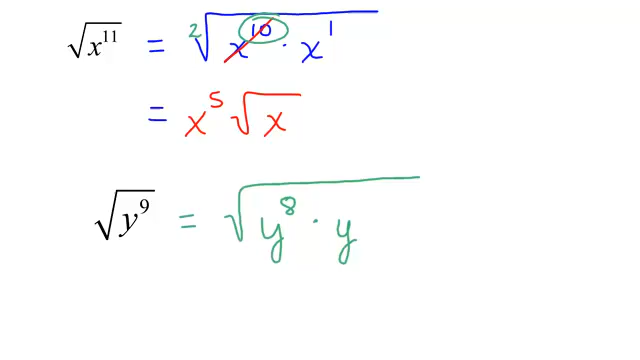 √x¹¹ = ²√x¹⁰ · x¹
= x⁵ √x
√y⁹ = √y⁸ · y